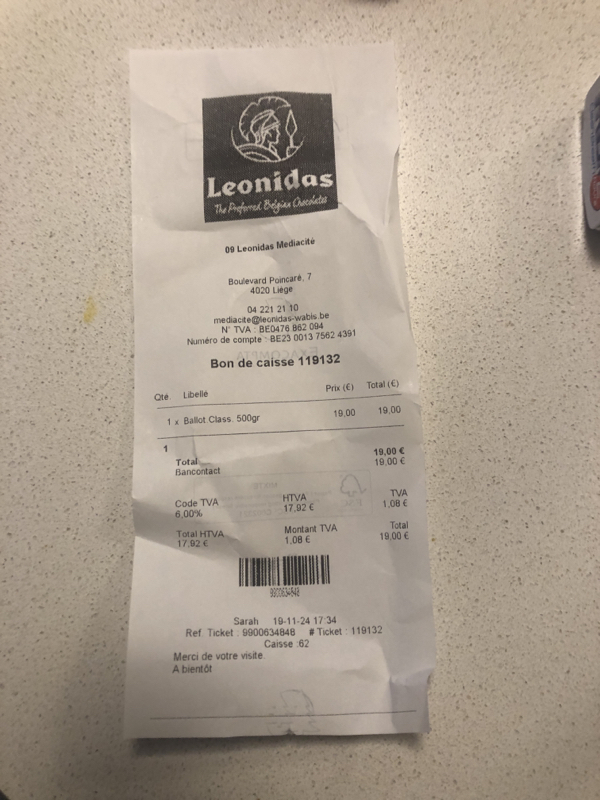 Leonidas
The Preferred Belgian Chocolates
09 Leonidas Mediacité
Boulevard Poincaré, 7
4020 Liège
04 221 21 10
mediacite@leonidas-wabis.be
N° TVA : BE0476 862 094
Numéro de compte : BE23 0013 7562 4391
Bon de caisse 119132
Qté Libellé Prix (€) Total (€)
1 x Ballot.Class. 500gr 19,00 19,00
1 19,00 €
Total 19,00 €
Bancontact
Code TVA HTVA TVA
6,00% 17,92 € 1,08 €
Total HTVA Montant TVA Total
17,92 € 1,08 € 19,00 €
9900634848
Sarah 19-11-24 17:34
Ref. Ticket : 9900634848 # Ticket : 119132
Caisse :62
Merci de votre visite.
A bientôt